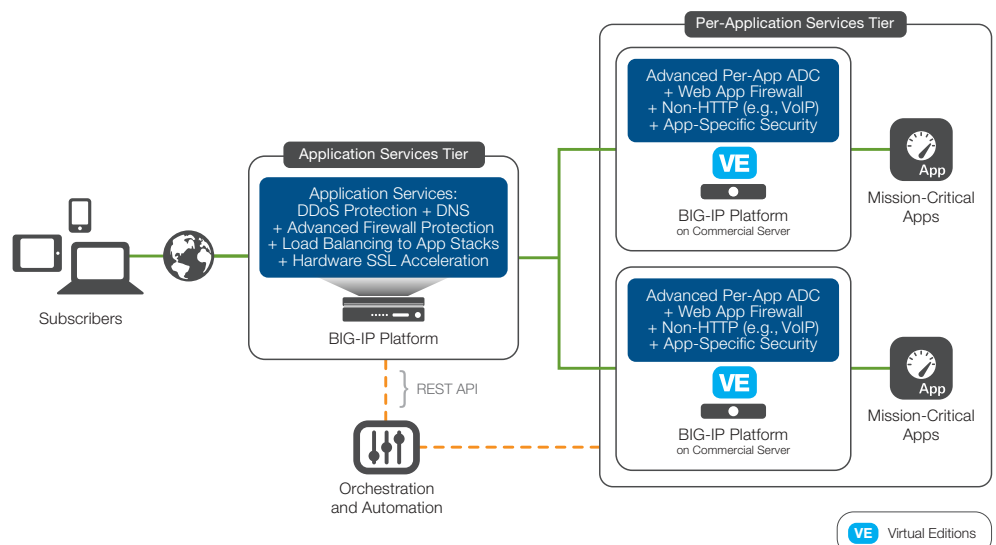 Per-Application Services Tier
Advanced Per-App ADC
+ Web App Firewall
+ Non-HTTP (e.g., VoIP)
+ App-Specific Security
VE
BIG-IP Platform
on Commercial Server
App
Mission-Critical
Apps
Application Services Tier
Application Services:
DDoS Protection + DNS
+ Advanced Firewall Protection
+ Load Balancing to App Stacks
+ Hardware SSL Acceleration
BIG-IP Platform
Subscribers
REST API
Orchestration
and Automation
Advanced Per-App ADC
+ Web App Firewall
+ Non-HTTP (e.g., VoIP)
+ App-Specific Security
VE
BIG-IP Platform
on Commercial Server
App
Mission-Critical
Apps
VE Virtual Editions